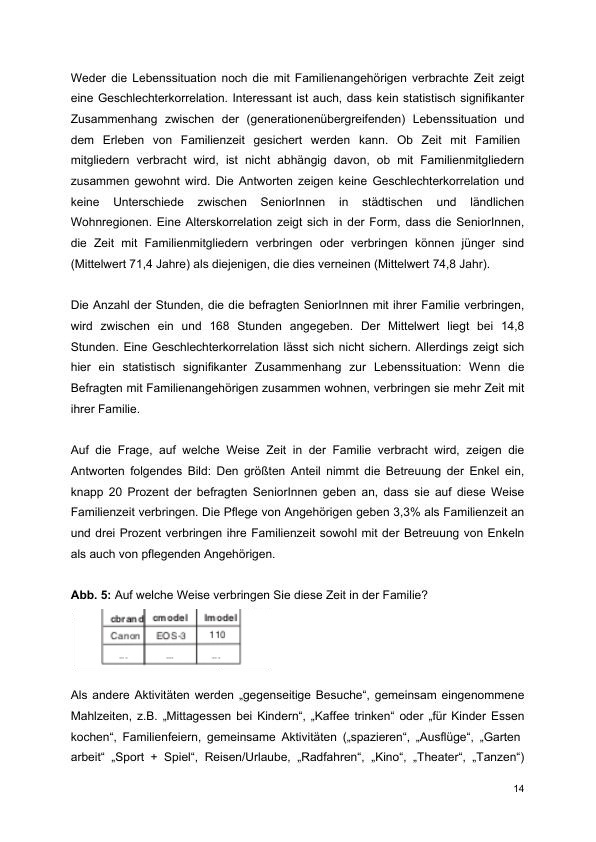 Weder die Lebenssituation noch die mit Familienangehörigen verbrachte Zeit zeigt
eine Geschlechterkorrelation. Interessant ist auch, dass kein statistisch signifikanter
Zusammenhang zwischen der (generationenübergreifenden) Lebenssituation und
dem Erleben von Familienzeit gesichert werden kann. Ob Zeit mit Familien
mitgliedern verbracht wird, ist nicht abhängig davon, ob mit Familienmitgliedern
zusammen gewohnt wird. Die Antworten zeigen keine Geschlechterkorrelation und
keine Unterschiede zwischen SeniorInnen in städtischen und ländlichen
Wohnregionen. Eine Alterskorrelation zeigt sich in der Form, dass die SeniorInnen,
die Zeit mit Familienmitgliedern verbringen oder verbringen können jünger sind
(Mittelwert 71,4 Jahre) als diejenigen, die dies verneinen (Mittelwert 74,8 Jahr).
Die Anzahl der Stunden, die die befragten SeniorInnen mit ihrer Familie verbringen,
wird zwischen ein und 168 Stunden angegeben. Der Mittelwert liegt bei 14,8
Stunden. Eine Geschlechterkorrelation lässt sich nicht sichern. Allerdings zeigt sich
hier ein statistisch signifikanter Zusammenhang zur Lebenssituation: Wenn die
Befragten mit Familienangehörigen zusammen wohnen, verbringen sie mehr Zeit mit
ihrer Familie.
Auf die Frage, auf welche Weise Zeit in der Familie verbracht wird, zeigen die
Antworten folgendes Bild: Den größten Anteil nimmt die Betreuung der Enkel ein,
knapp 20 Prozent der befragten SeniorInnen geben an, dass sie auf diese Weise
Familienzeit verbringen. Die Pflege von Angehörigen geben 3,3% als Familienzeit an
und drei Prozent verbringen ihre Familienzeit sowohl mit der Betreuung von Enkeln
als auch von pflegenden Angehörigen.
Abb. 5: Auf welche Weise verbringen Sie diese Zeit in der Familie?
cbrand cmodel lmodel
Canon EOS-3 110
... ... ...
Als andere Aktivitäten werden „gegenseitige Besuche“, gemeinsam eingenommene
Mahlzeiten, z.B. „Mittagessen bei Kindern“, „Kaffee trinken“ oder „für Kinder Essen
kochen“, Familienfeiern, gemeinsame Aktivitäten („spazieren“, „Ausflüge“, „Garten
arbeit“ „Sport + Spiel“, Reisen/Urlaube, „Radfahren“, „Kino“, „Theater“, „Tanzen“)
14